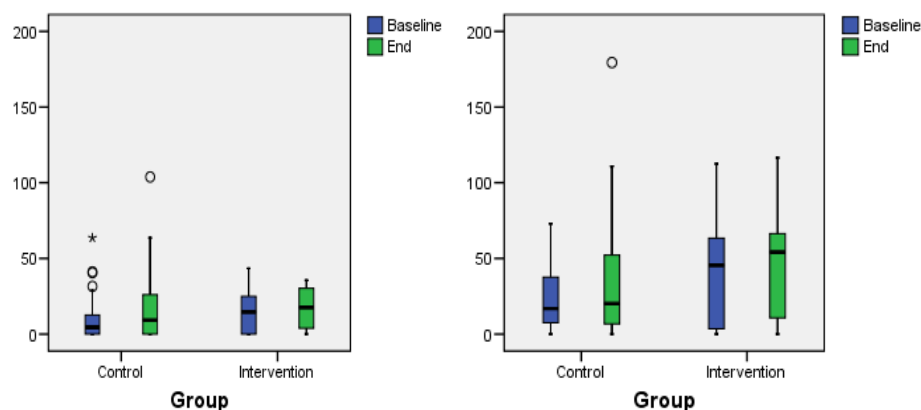 Baseline
End
200
150
100
50
0
Control Intervention
Group
Baseline
End
200
150
100
50
0
Control Intervention
Group